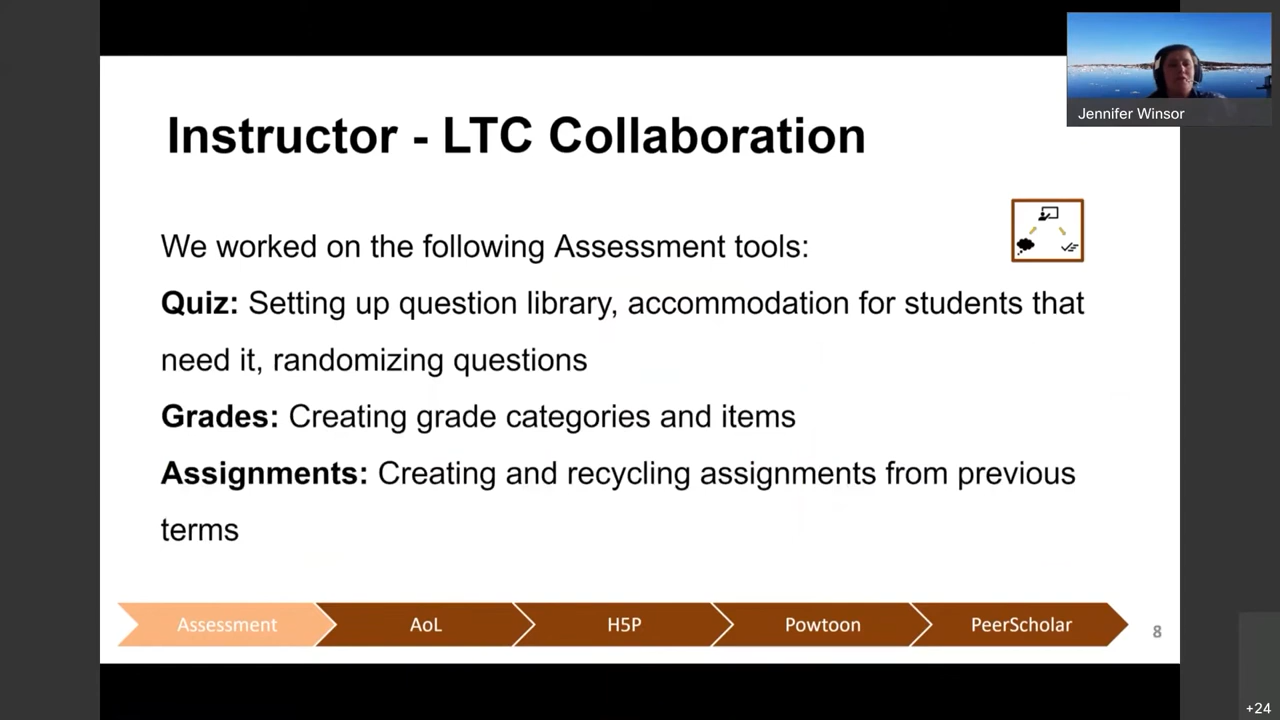 Jennifer Winsor
Instructor - LTC Collaboration
We worked on the following Assessment tools:
Quiz: Setting up question library, accommodation for students that
need it, randomizing questions
Grades: Creating grade categories and items
Assignments: Creating and recycling assignments from previous
terms
Assessment
AoL
H5P
Powtoon
PeerScholar
8
+24